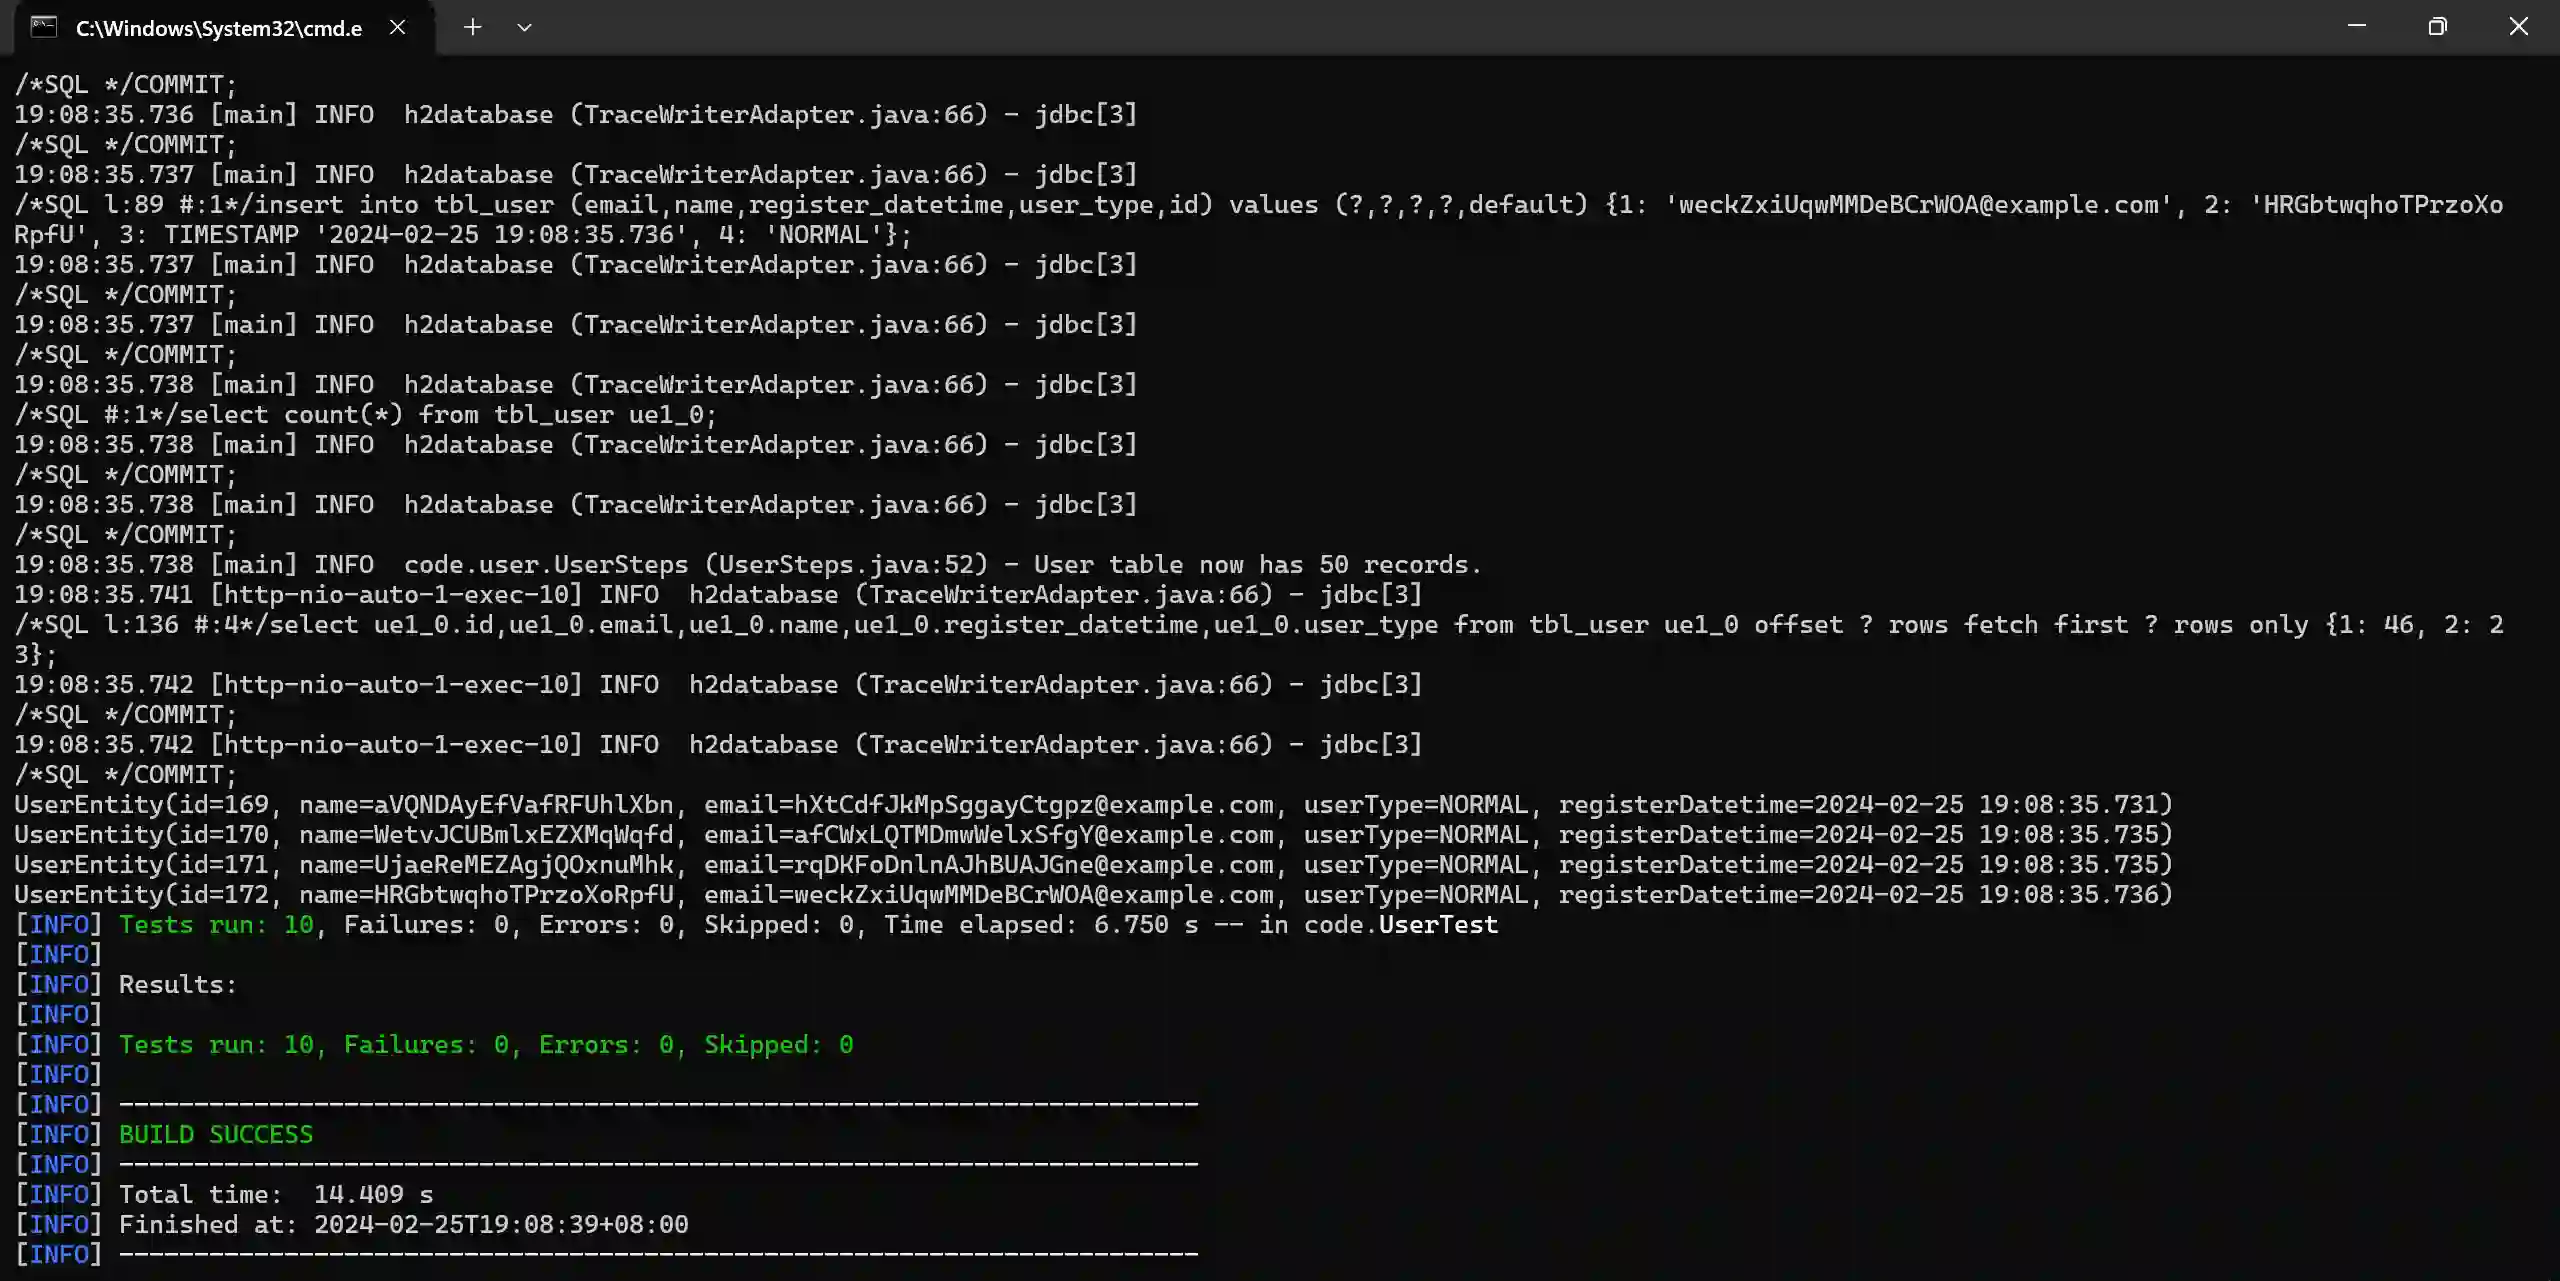 C:\Windows\System32\cmd.e
/*SQL */COMMIT;
19:08:35.736 [main] INFO  h2database (TraceWriterAdapter.java:66) - jdbc[3]
/*SQL */COMMIT;
19:08:35.737 [main] INFO  h2database (TraceWriterAdapter.java:66) - jdbc[3]
/*SQL l:89 #:1*/insert into tbl_user (email,name,register_datetime,user_type,id) values (?,?,?,?,default) {1: 'weckZxiUqwMMDeBCrWOA@example.com', 2: 'HRGbtwqhoTPrzoXo
RpfU', 3: TIMESTAMP '2024-02-25 19:08:35.736', 4: 'NORMAL'};
19:08:35.737 [main] INFO  h2database (TraceWriterAdapter.java:66) - jdbc[3]
/*SQL */COMMIT;
19:08:35.737 [main] INFO  h2database (TraceWriterAdapter.java:66) - jdbc[3]
/*SQL */COMMIT;
19:08:35.738 [main] INFO  h2database (TraceWriterAdapter.java:66) - jdbc[3]
/*SQL #:1*/select count(*) from tbl_user ue1_0;
19:08:35.738 [main] INFO  h2database (TraceWriterAdapter.java:66) - jdbc[3]
/*SQL */COMMIT;
19:08:35.738 [main] INFO  h2database (TraceWriterAdapter.java:66) - jdbc[3]
/*SQL */COMMIT;
19:08:35.738 [main] INFO  code.user.UserSteps (UserSteps.java:52) - User table now has 50 records.
19:08:35.741 [http-nio-auto-1-exec-10] INFO  h2database (TraceWriterAdapter.java:66) - jdbc[3]
/*SQL l:136 #:4*/select ue1_0.id,ue1_0.email,ue1_0.name,ue1_0.register_datetime,ue1_0.user_type from tbl_user ue1_0 offset ? rows fetch first ? rows only {1: 46, 2: 2
3};
19:08:35.742 [http-nio-auto-1-exec-10] INFO  h2database (TraceWriterAdapter.java:66) - jdbc[3]
/*SQL */COMMIT;
19:08:35.742 [http-nio-auto-1-exec-10] INFO  h2database (TraceWriterAdapter.java:66) - jdbc[3]
/*SQL */COMMIT;
UserEntity(id=169, name=aVQNDAyEfVafRFUhlXbn, email=hXtCdfJkMpSggayCtgpz@example.com, userType=NORMAL, registerDatetime=2024-02-25 19:08:35.731)
UserEntity(id=170, name=WetvJCUBmlxEZXMqWqfd, email=afCWxLQTMDmwWelxSfgY@example.com, userType=NORMAL, registerDatetime=2024-02-25 19:08:35.735)
UserEntity(id=171, name=UjaeReMEZAgjQOxnuMhk, email=rqDKFoDnlnAJhBUAJGne@example.com, userType=NORMAL, registerDatetime=2024-02-25 19:08:35.735)
UserEntity(id=172, name=HRGbtwqhoTPrzoXoRpfU, email=weckZxiUqwMMDeBCrWOA@example.com, userType=NORMAL, registerDatetime=2024-02-25 19:08:35.736)
[INFO] Tests run: 10, Failures: 0, Errors: 0, Skipped: 0, Time elapsed: 6.750 s -- in code.UserTest
[INFO]
[INFO] Results:
[INFO]
[INFO] Tests run: 10, Failures: 0, Errors: 0, Skipped: 0
[INFO]
[INFO] ------------------------------------------------------------------------
[INFO] BUILD SUCCESS
[INFO] ------------------------------------------------------------------------
[INFO] Total time:  14.409 s
[INFO] Finished at: 2024-02-25T19:08:39+08:00
[INFO] ------------------------------------------------------------------------